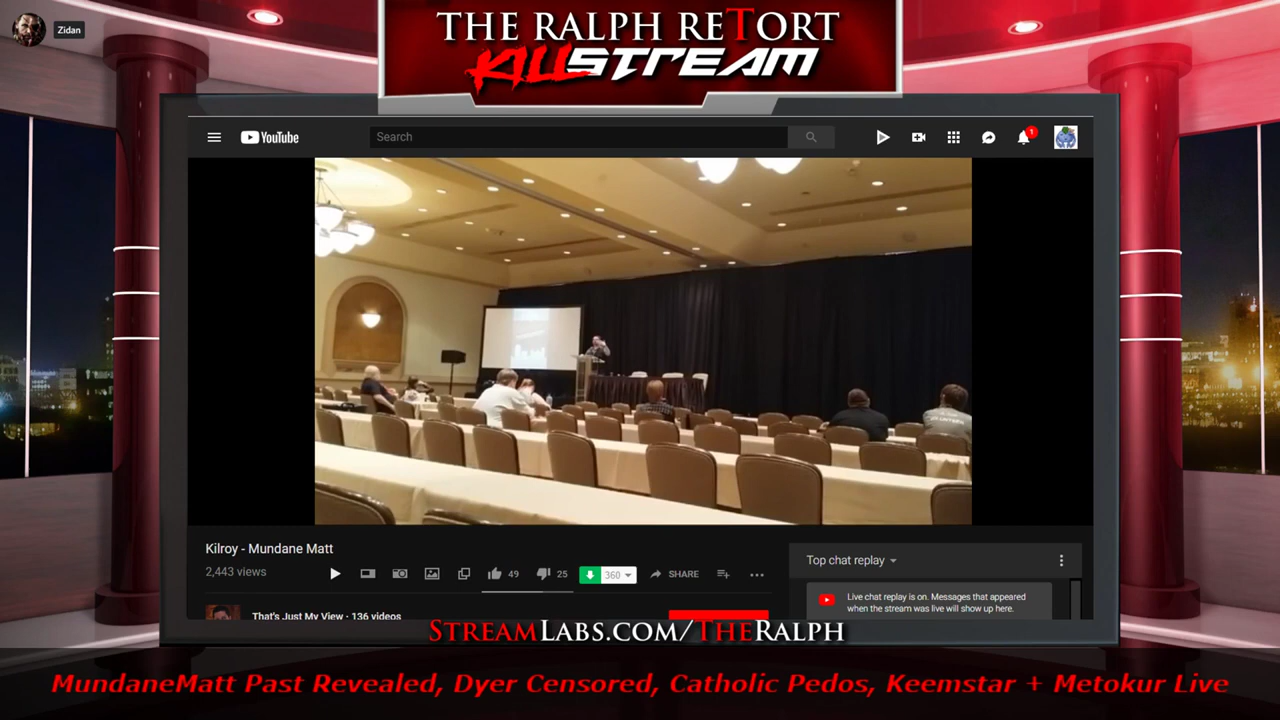 Zidan
THE RALPH RETORT
KILLSTREAM
YouTube
Search
1
Kilroy - Mundane Matt
2,443 views
49
25
360
SHARE
Top chat replay
Live chat replay is on. Messages that appeared
when the stream was live will show up here.
That's Just My View · 136 videos
STREAMLABS.COM/THERALPH
MundaneMatt Past Revealed, Dyer Censored, Catholic Pedos, Keemstar + Metokur Live